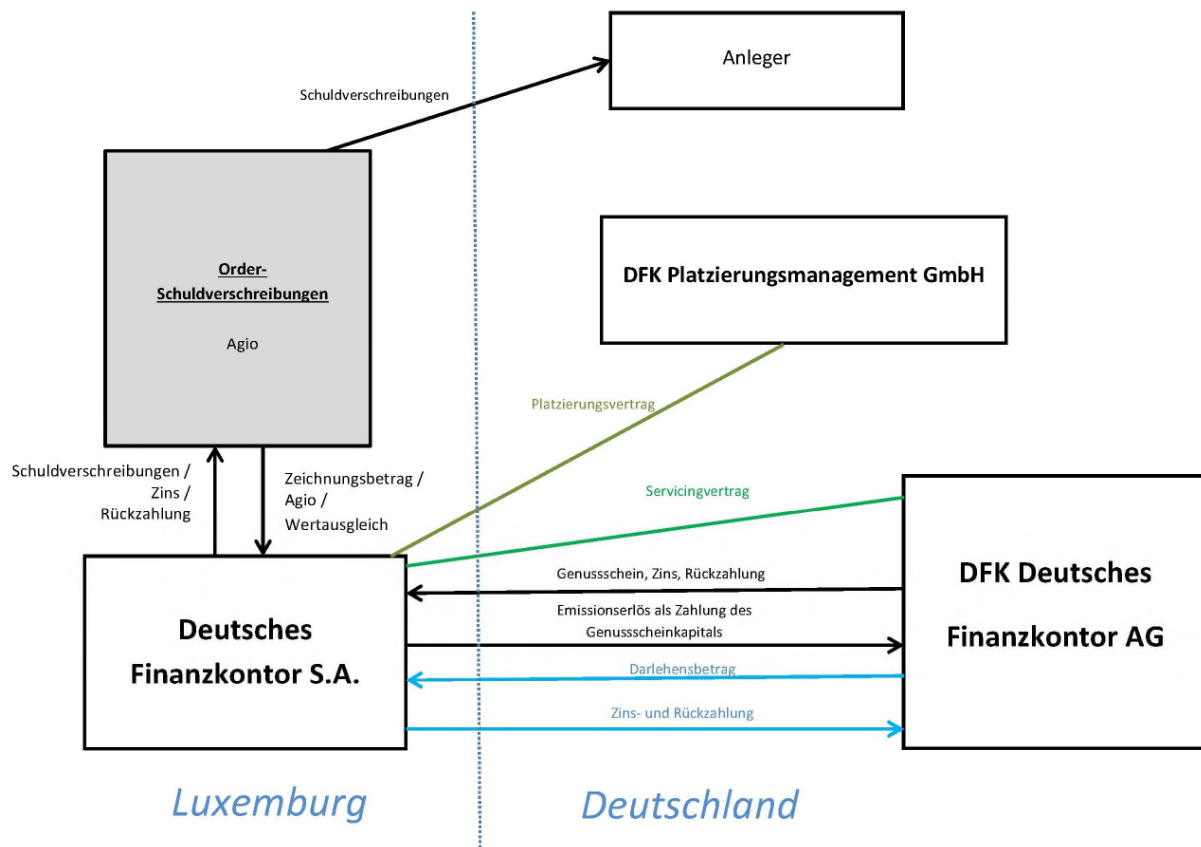 Anleger
Schuldverschreibungen
Order-
Schuldverschreibungen
Agio
DFK Platzierungsmanagement GmbH
Platzierungsvertrag
Schuldverschreibungen /
Zins /
Rückzahlung
Zeichnungsbetrag /
Agio /
Wertausgleich
Servicingvertrag
Deutsches
Finanzkontor S.A.
Genussschein, Zins, Rückzahlung
Emissionserlös als Zahlung des
Genussscheinkapitals
Darlehensbetrag
Zins- und Rückzahlung
DFK Deutsches
Finanzkontor AG
Luxemburg
Deutschland